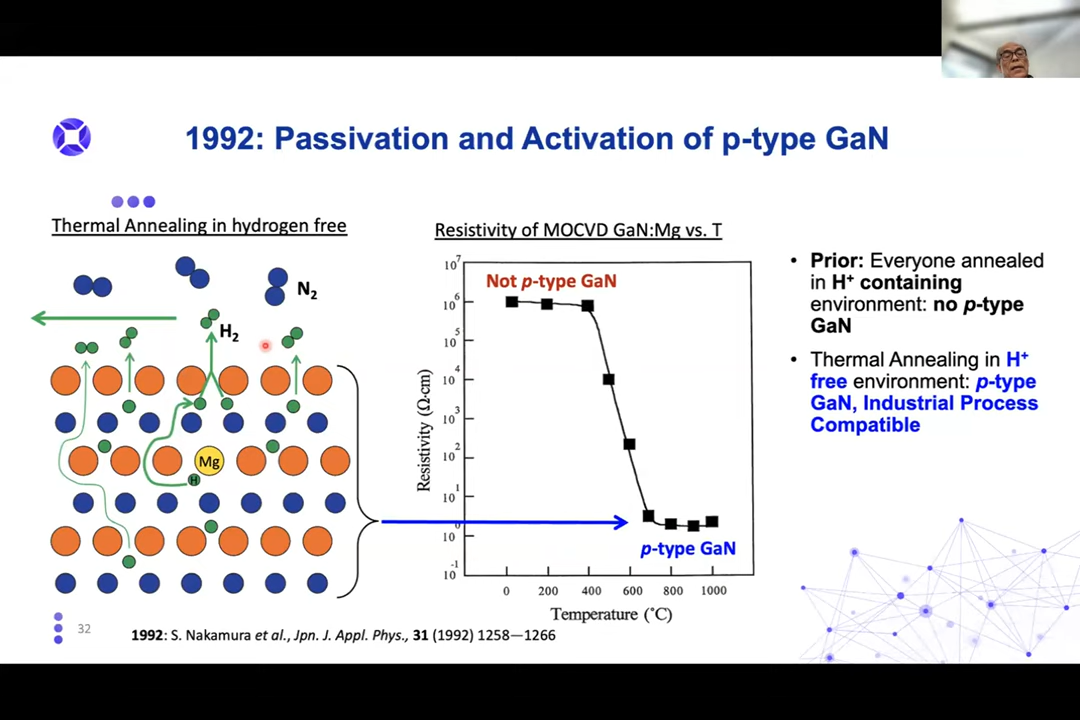 1992: Passivation and Activation of p-type GaN
Thermal Annealing in hydrogen free
N2
H2
Mg
H
Resistivity of MOCVD GaN:Mg vs. T
Not p-type GaN
10^7
10^6
10^5
10^4
10^3
10^2
10^1
10^0
10^-1
Resistivity (Ω·cm)
p-type GaN
0 200 400 600 800 1000
Temperature (˚C)
• Prior: Everyone annealed
in H+ containing
environment: no p-type
GaN
• Thermal Annealing in H+
free environment: p-type
GaN, Industrial Process
Compatible
32
1992: S. Nakamura et al., Jpn. J. Appl. Phys., 31 (1992) 1258—1266